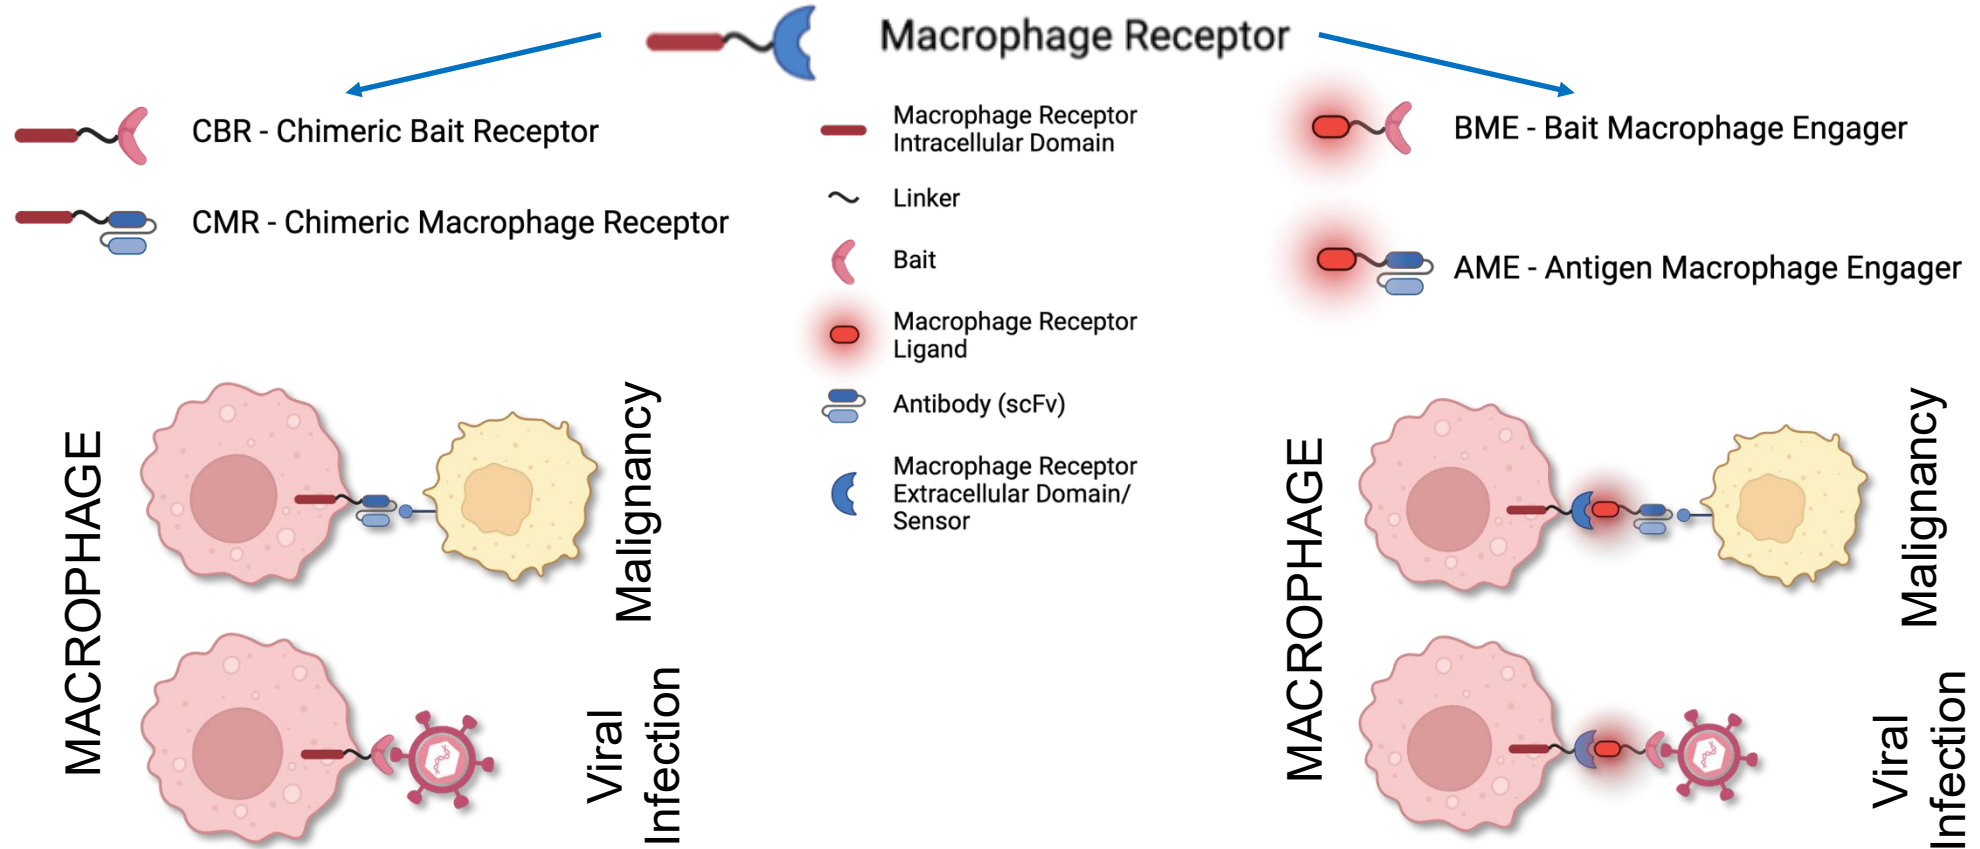 Macrophage Receptor
CBR - Chimeric Bait Receptor
CMR - Chimeric Macrophage Receptor
Macrophage Receptor
Intracellular Domain
Linker
Bait
Macrophage Receptor
Ligand
Antibody (scFv)
Macrophage Receptor
Extracellular Domain/
Sensor
BME - Bait Macrophage Engager
AME - Antigen Macrophage Engager
MACROPHAGE
Malignancy
Viral
Infection
MACROPHAGE
Malignancy
Viral
Infection